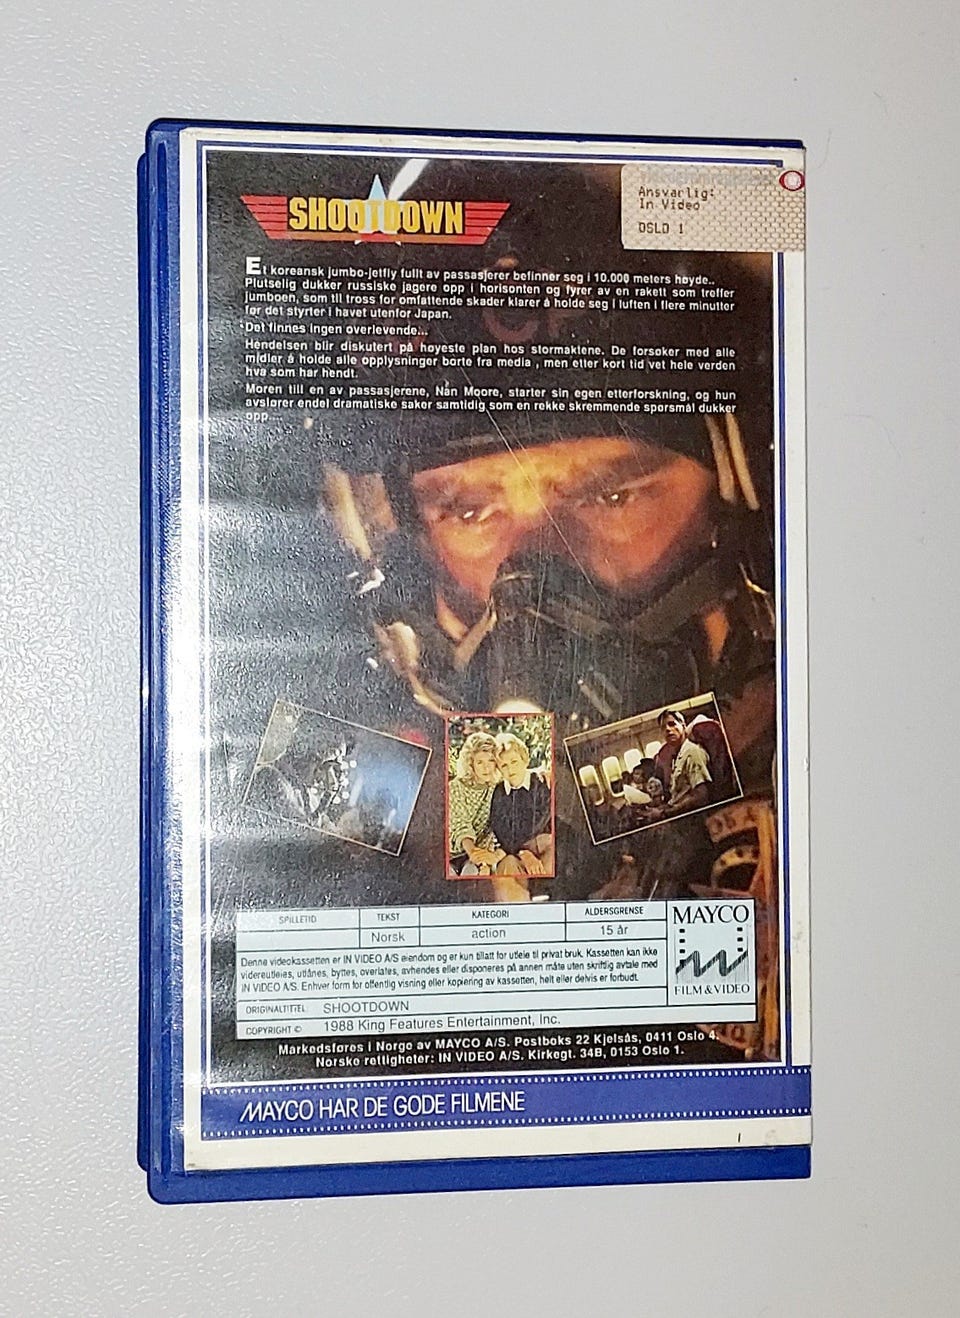 SHOOTDOWN
Ansvarlig:
In Video
OSLO 1
Et koreansk jumbo-jetfly fullt av passasjerer befinner seg i 10.000 meters høyde..
Plutselig dukker russiske jagere opp i horisonten og fyrer av en rakett som treffer
jumboen, som til tross for omfattende skader klarer å holde seg i luften i flere minutter
før det styrter i havet utenfor Japan.
Det finnes ingen overlevende...
Hendelsen blir diskutert på høyeste plan hos stormaktene. De forsøker med alle
midler å holde alle opplysninger borte fra media , men etter kort tid vet hele verden
hva som har hendt.
Moren til en av passasjerene, Nan Moore, starter sin egen etterforskning, og hun
avslører endel dramatiske saker samtidig som en rekke skremmende spørsmål dukker
opp....
SPILLETID TEKST KATEGORI ALDERSGRENSE
Norsk action 15 år
MAYCO
FILM & VIDEO
Denne videokassetten er IN VIDEO A/S eiendom og er kun tillatt for utleie til privat bruk. Kassetten kan ikke
videreutleies, utlånes, byttes, overlates, avhendes eller disponeres på annen måte uten skriftlig avtale med
IN VIDEO A/S. Enhver form for offentlig visning eller kopiering av kassetten, helt eller delvis er forbudt.
ORIGINALTITTEL: SHOOTDOWN
COPYRIGHT © 1988 King Features Entertainment, Inc.
Markedsføres i Norge av MAYCO A/S. Postboks 22 Kjelsås, 0411 Oslo 4.
Norske rettigheter: IN VIDEO A/S. Kirkegt. 34B, 0153 Oslo 1.
MAYCO HAR DE GODE FILMENE